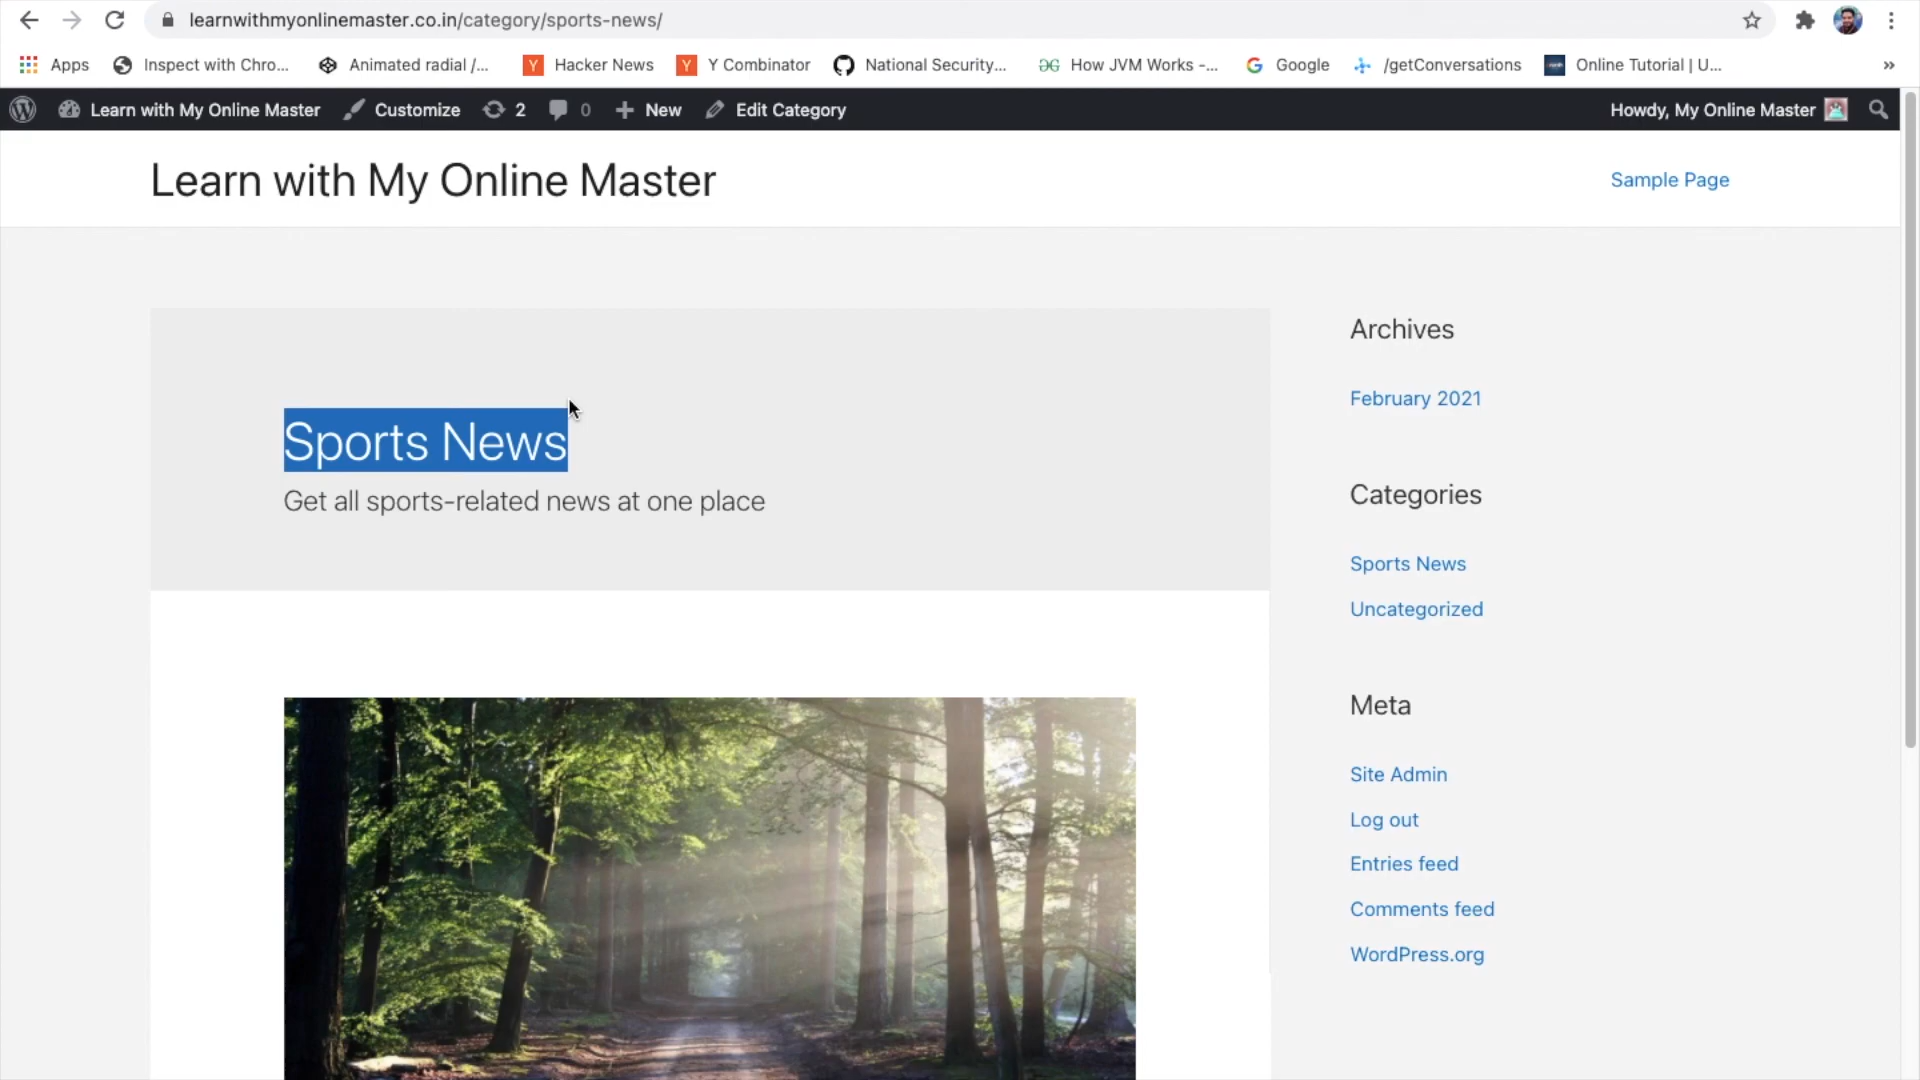 learnwithmyonlinemaster.co.in/category/sports-news/
Apps Inspect with Chro... Animated radial /... Hacker News Y Combinator National Security... How JVM Works -... Google /getConversations Online Tutorial | U... »
Learn with My Online Master Customize 2 0 New Edit Category Howdy, My Online Master
Learn with My Online Master
Sample Page
Sports News
Get all sports-related news at one place
Archives
February 2021
Categories
Sports News
Uncategorized
Meta
Site Admin
Log out
Entries feed
Comments feed
WordPress.org